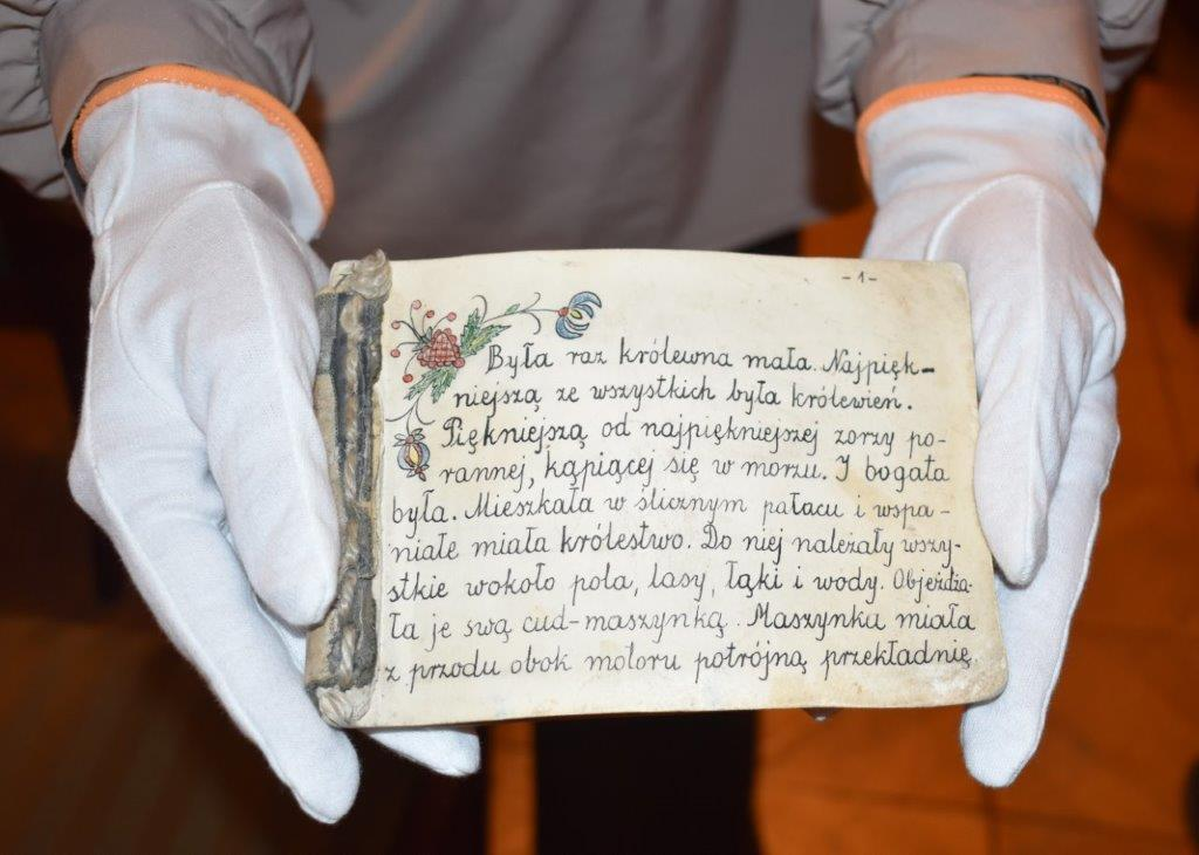 -1-
Była raz królewna mała. Najpięk-
niejszą ze wszystkich była królewien.
Piękniejszą od najpiękniejszej zorzy po-
rannej, kąpiącej się w morzu. I bogata
była. Mieszkała w ślicznym pałacu i wspa-
niałe miała królestwo. Do niej należały wszy-
stkie wokoło pola, lasy, łąki i wody. Objeżdża-
ła je swą cud-maszynką. Maszynka miała
z przodu obok motoru potrójną przekładnię.